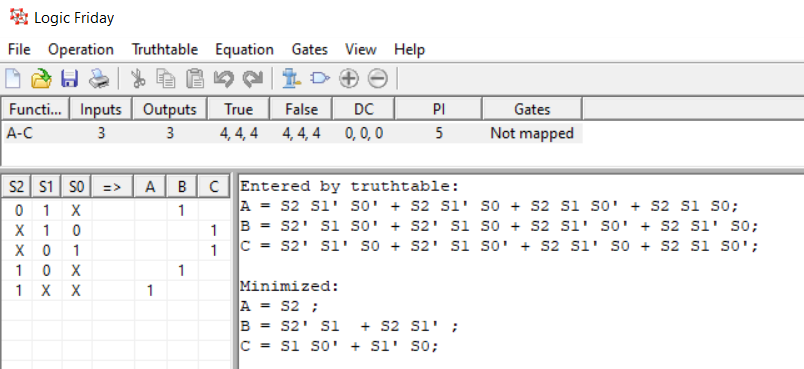 Logic Friday
File Operation Truthtable Equation Gates View Help
Functi... Inputs Outputs True False DC PI Gates
A-C 3 3 4, 4, 4 4, 4, 4 0, 0, 0 5 Not mapped
S2 S1 S0 => A B C
0 1 X 1
X 1 0 1
X 0 1 1
1 0 X 1
1 X X 1
Entered by truthtable:
A = S2 S1' S0' + S2 S1' S0 + S2 S1 S0' + S2 S1 S0;
B = S2' S1 S0' + S2' S1 S0 + S2 S1' S0' + S2 S1' S0;
C = S2' S1' S0 + S2' S1 S0' + S2 S1' S0 + S2 S1 S0';
Minimized:
A = S2 ;
B = S2' S1  + S2 S1' ;
C = S1 S0' + S1' S0;